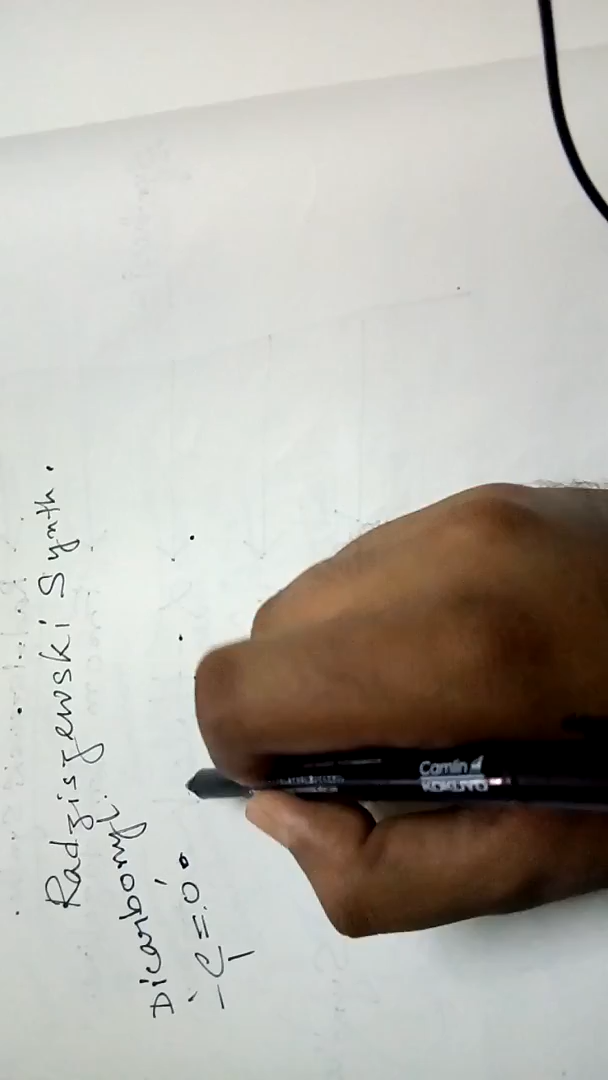 Radziszewski Synth.
Dicarbonyl.
-C=O
Camlin
KOKUYO